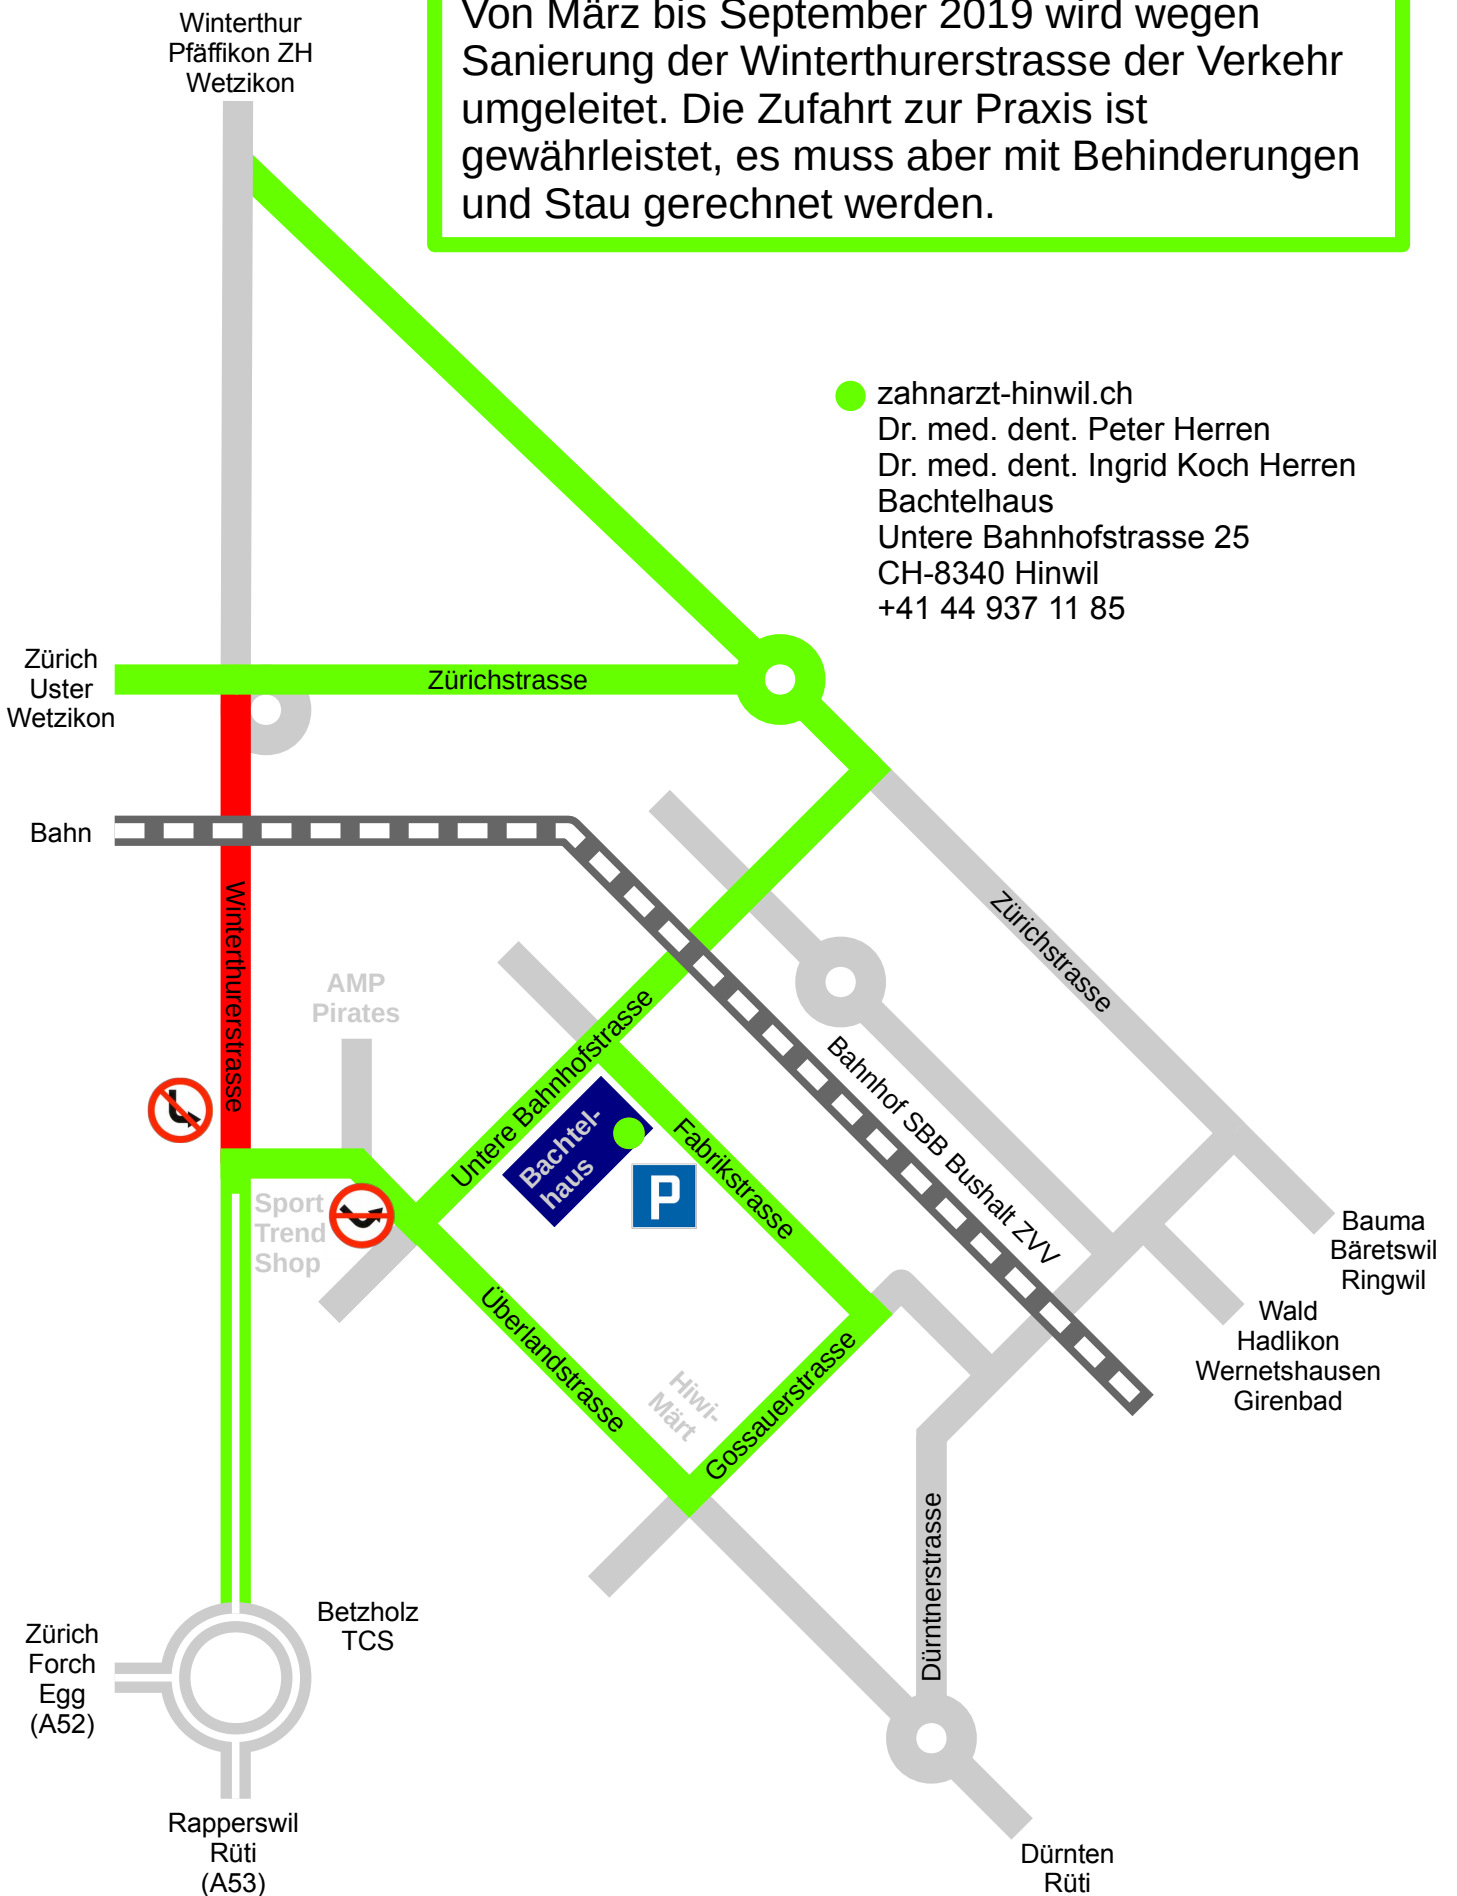 Winterthur
Pfäffikon ZH
Wetzikon
Von März bis September 2019 wird wegen
Sanierung der Winterthurerstrasse der Verkehr
umgeleitet. Die Zufahrt zur Praxis ist
gewährleistet, es muss aber mit Behinderungen
und Stau gerechnet werden.
zahnarzt-hinwil.ch
Dr. med. dent. Peter Herren
Dr. med. dent. Ingrid Koch Herren
Bachtelhaus
Untere Bahnhofstrasse 25
CH-8340 Hinwil
+41 44 937 11 85
Zürich
Uster
Wetzikon
Zürichstrasse
Bahn
Winterthurerstrasse
Zürichstrasse
AMP
Pirates
Untere Bahnhofstrasse
Bahnhof SBB Bushalt ZVV
Bachtel-
haus
P
Fabrikstrasse
Sport
Trend
Shop
Überlandstrasse
Hiwi-
Märt
Gossauerstrasse
Bauma
Bäretswil
Ringwil
Wald
Hadlikon
Wernetshausen
Girenbad
Dürntnerstrasse
Betzholz
TCS
Zürich
Forch
Egg
(A52)
Rapperswil
Rüti
(A53)
Dürnten
Rüti